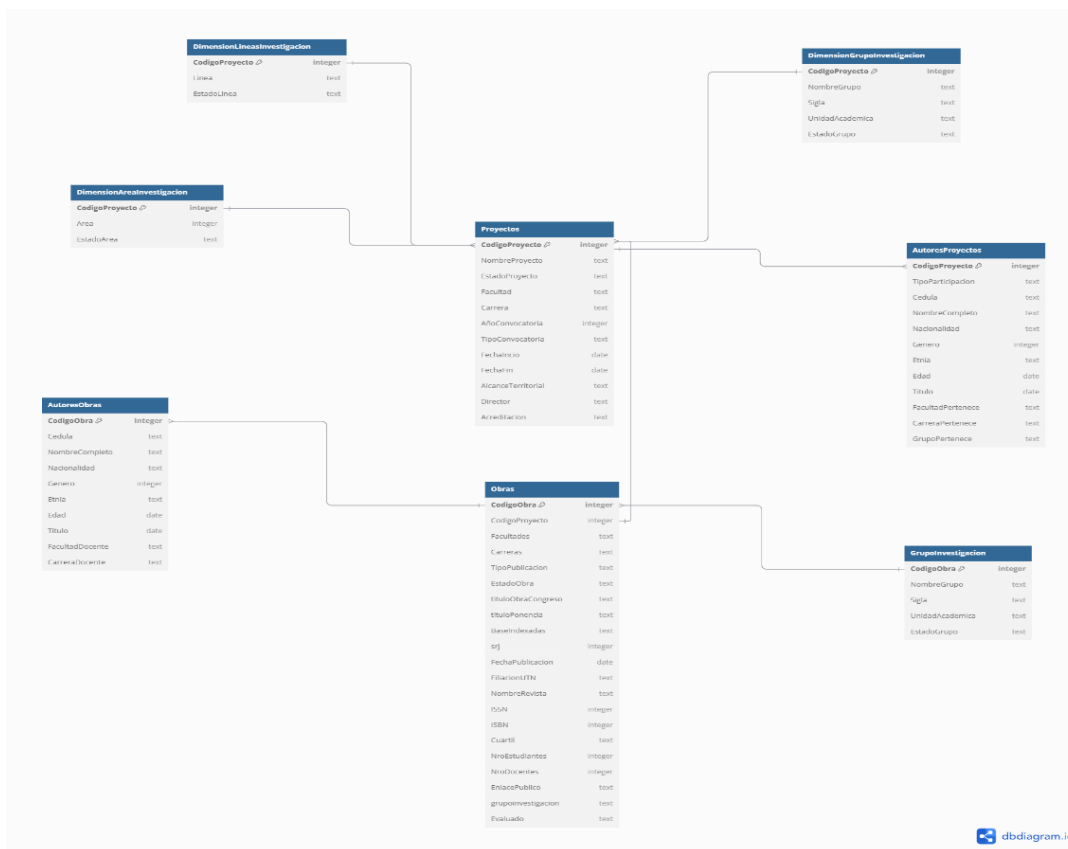 DimensionLineasInvestigacion
CodigoProyecto integer
Linea text
EstadoLinea text
DimensionGrupoInvestigacion
CodigoProyecto integer
NombreGrupo text
Sigla text
UnidadAcademica text
EstadoGrupo text
DimensionAreaInvestigacion
CodigoProyecto integer
Area integer
EstadoArea text
Proyectos
CodigoProyecto integer
NombreProyecto text
EstadoProyecto text
Facultad text
Carrera text
AñoConvocatoria integer
TipoConvocatoria text
FechaInicio date
FechaFin date
AlcanceTerritorial text
Director text
Acreditacion text
AutoresProyectos
CodigoProyecto integer
TipoParticipacion text
Cedula text
NombreCompleto text
Nacionalidad text
Genero integer
Etnia text
Edad date
Titulo date
FacultadPertenece text
CarreraPertenece text
GrupoPertenece text
AutoresObras
CodigoObra integer
Cedula text
NombreCompleto text
Nacionalidad text
Genero integer
Etnia text
Edad date
Titulo date
FacultadDocente text
CarreraDocente text
Obras
CodigoObra integer
CodigoProyecto integer
Facultades text
Carreras text
TipoPublicacion text
EstadoObra text
tituloObraCongreso text
tituloPonencia text
BaseIndexadas text
srj integer
FechaPublicacion date
FiliacionUTN text
NombreRevista text
ISSN integer
ISBN integer
Cuartil text
NroEstudiantes integer
NroDocentes integer
EnlacePublico text
grupoInvestigacion text
Evaluado text
GrupoInvestigacion
CodigoObra integer
NombreGrupo text
Sigla text
UnidadAcademica text
EstadoGrupo text
dbdiagram.i